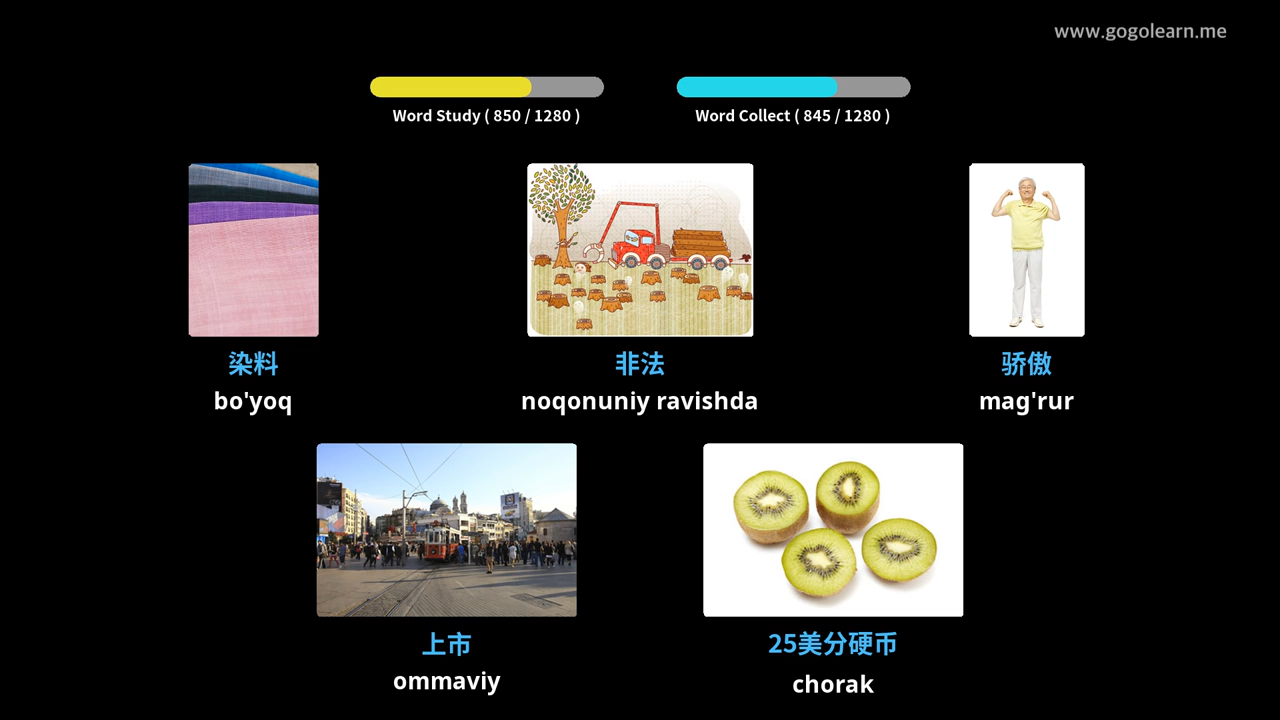 www.gogolearn.me
Word Study ( 850 / 1280 )
Word Collect ( 845 / 1280 )
染料
bo'yoq
非法
noqonuniy ravishda
骄傲
mag'rur
上市
ommaviy
25美分硬币
chorak